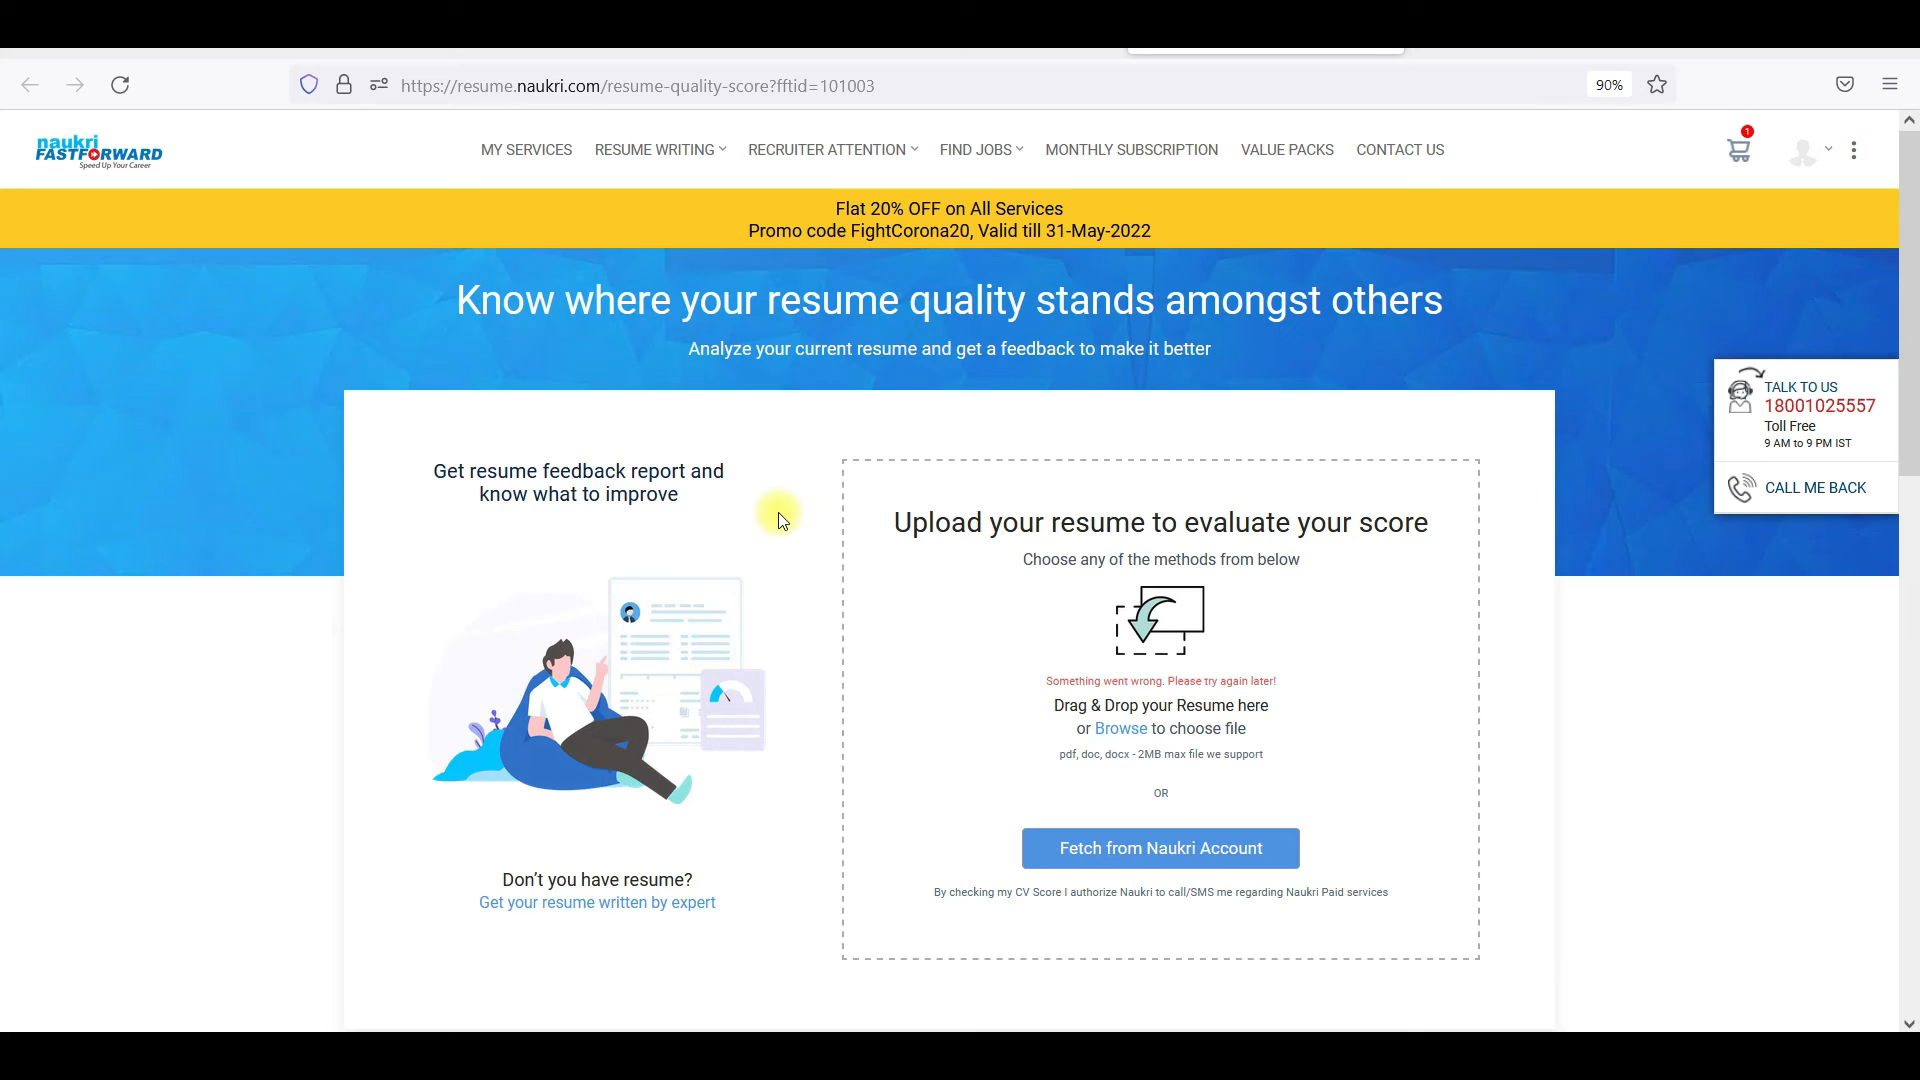 https://resume.naukri.com/resume-quality-score?fftid=101003
90%
naukri
FASTFORWARD
Speed Up Your Career
MY SERVICES RESUME WRITING RECRUITER ATTENTION FIND JOBS MONTHLY SUBSCRIPTION VALUE PACKS CONTACT US
1
Flat 20% OFF on All Services
Promo code FightCorona20, Valid till 31-May-2022
Know where your resume quality stands amongst others
Analyze your current resume and get a feedback to make it better
TALK TO US
18001025557
Toll Free
9 AM to 9 PM IST
CALL ME BACK
Get resume feedback report and
know what to improve
Don't you have resume?
Get your resume written by expert
Upload your resume to evaluate your score
Choose any of the methods from below
Something went wrong. Please try again later!
Drag & Drop your Resume here
or Browse to choose file
pdf, doc, docx - 2MB max file we support
OR
Fetch from Naukri Account
By checking my CV Score I authorize Naukri to call/SMS me regarding Naukri Paid services